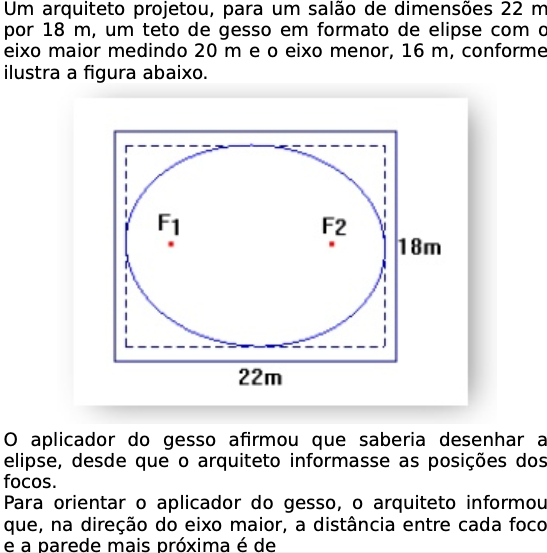 Um arquiteto projetou, para um salão de dimensões 22 m
por 18 m, um teto de gesso em formato de elipse com o
eixo maior medindo 20 m e o eixo menor, 16 m, conforme
ilustra a figura abaixo.
F1 F2
18m
22m
O aplicador do gesso afirmou que saberia desenhar a
elipse, desde que o arquiteto informasse as posições dos
focos.
Para orientar o aplicador do gesso, o arquiteto informou
que, na direção do eixo maior, a distância entre cada foco
e a parede mais próxima é de